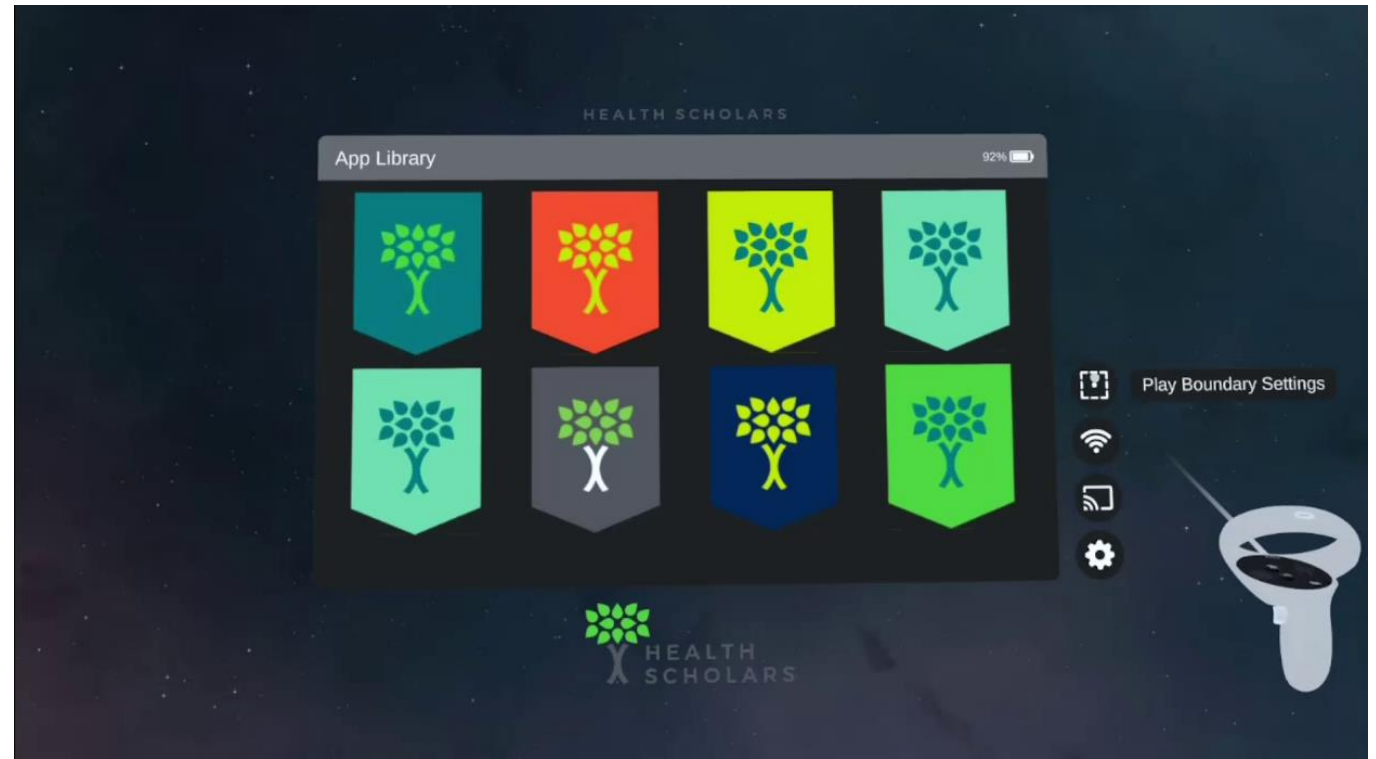 HEALTH SCHOLARS
App Library
92%
Play Boundary Settings
HEALTH
SCHOLARS